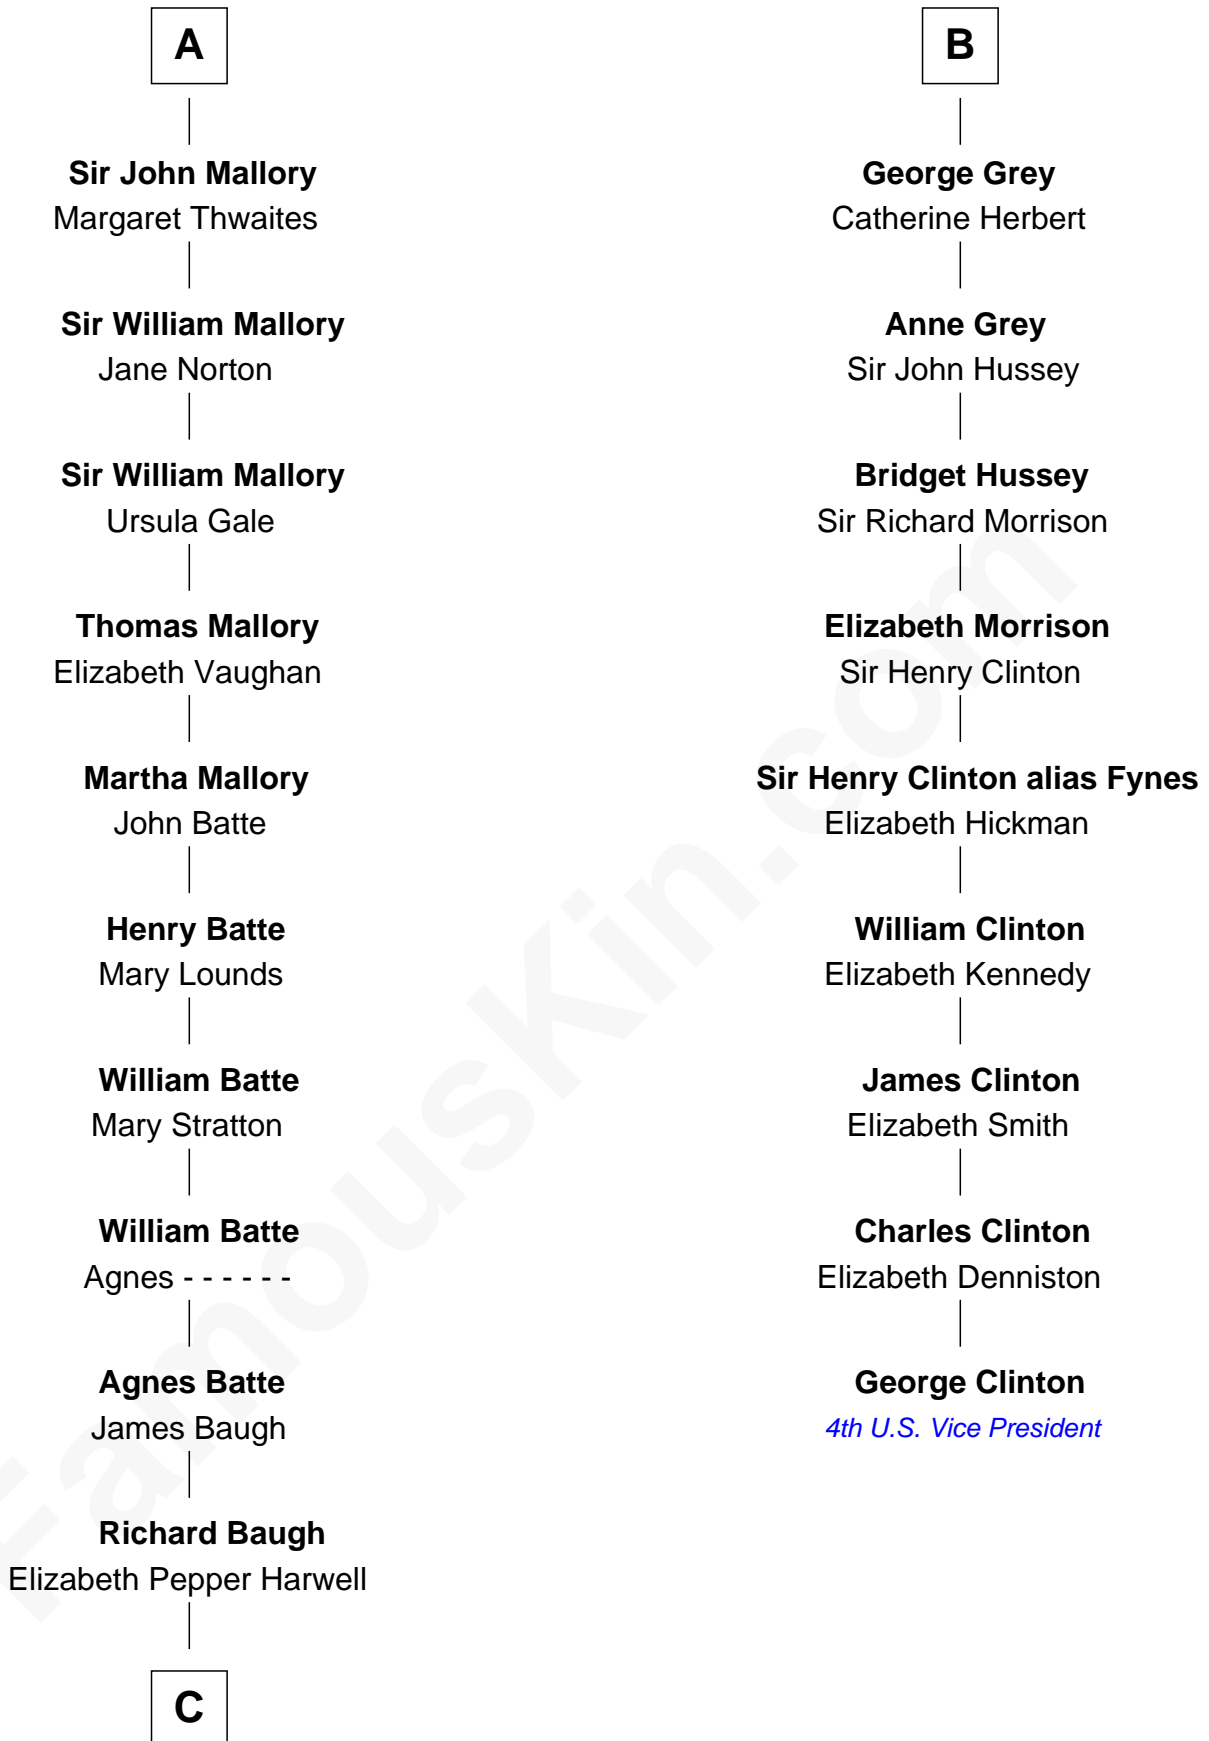 A
Sir John Mallory
Margaret Thwaites
Sir William Mallory
Jane Norton
Sir William Mallory
Ursula Gale
Thomas Mallory
Elizabeth Vaughan
Martha Mallory
John Batte
Henry Batte
Mary Lounds
William Batte
Mary Stratton
William Batte
Agnes - - - - - -
Agnes Batte
James Baugh
Richard Baugh
Elizabeth Pepper Harwell
C
B
George Grey
Catherine Herbert
Anne Grey
Sir John Hussey
Bridget Hussey
Sir Richard Morrison
Elizabeth Morrison
Sir Henry Clinton
Sir Henry Clinton alias Fynes
Elizabeth Hickman
William Clinton
Elizabeth Kennedy
James Clinton
Elizabeth Smith
Charles Clinton
Elizabeth Denniston
George Clinton
4th U.S. Vice President
FamousKin.com